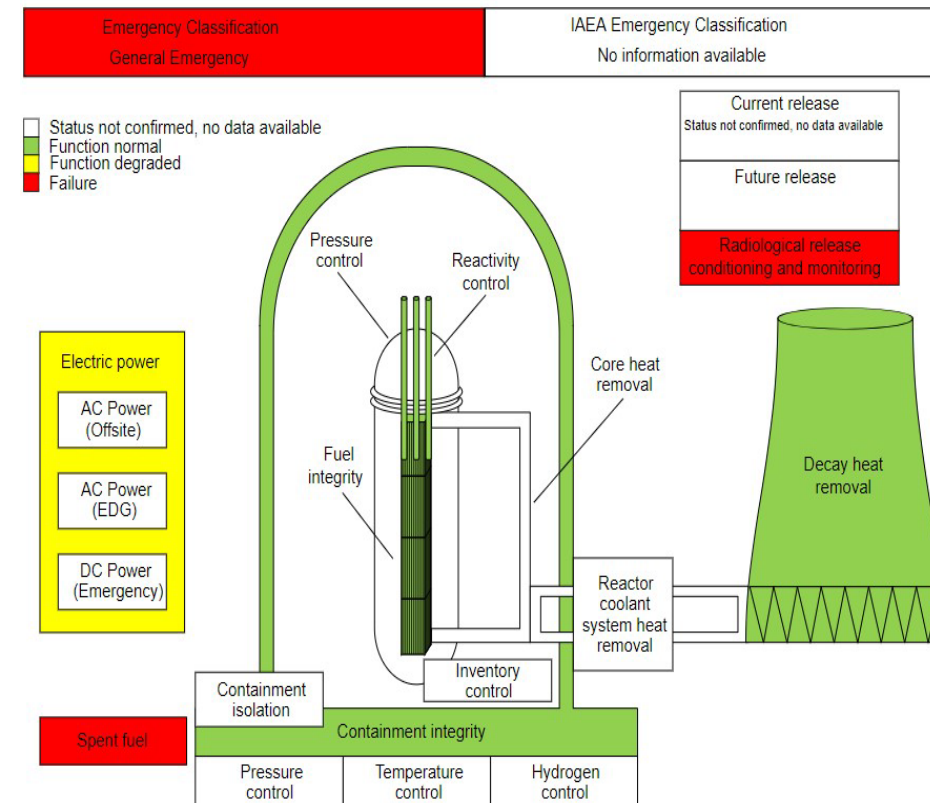 Emergency Classification
General Emergency
IAEA Emergency Classification
No information available
Status not confirmed, no data available
Function normal
Function degraded
Failure
Current release
Status not confirmed, no data available
Future release
Radiological release
conditioning and monitoring
Pressure
control
Reactivity
control
Core heat
removal
Fuel
integrity
Electric power
AC Power
(Offsite)
AC Power
(EDG)
DC Power
(Emergency)
Decay heat
removal
Reactor
coolant
system heat
removal
Inventory
control
Containment
isolation
Containment integrity
Spent fuel
Pressure
control
Temperature
control
Hydrogen
control